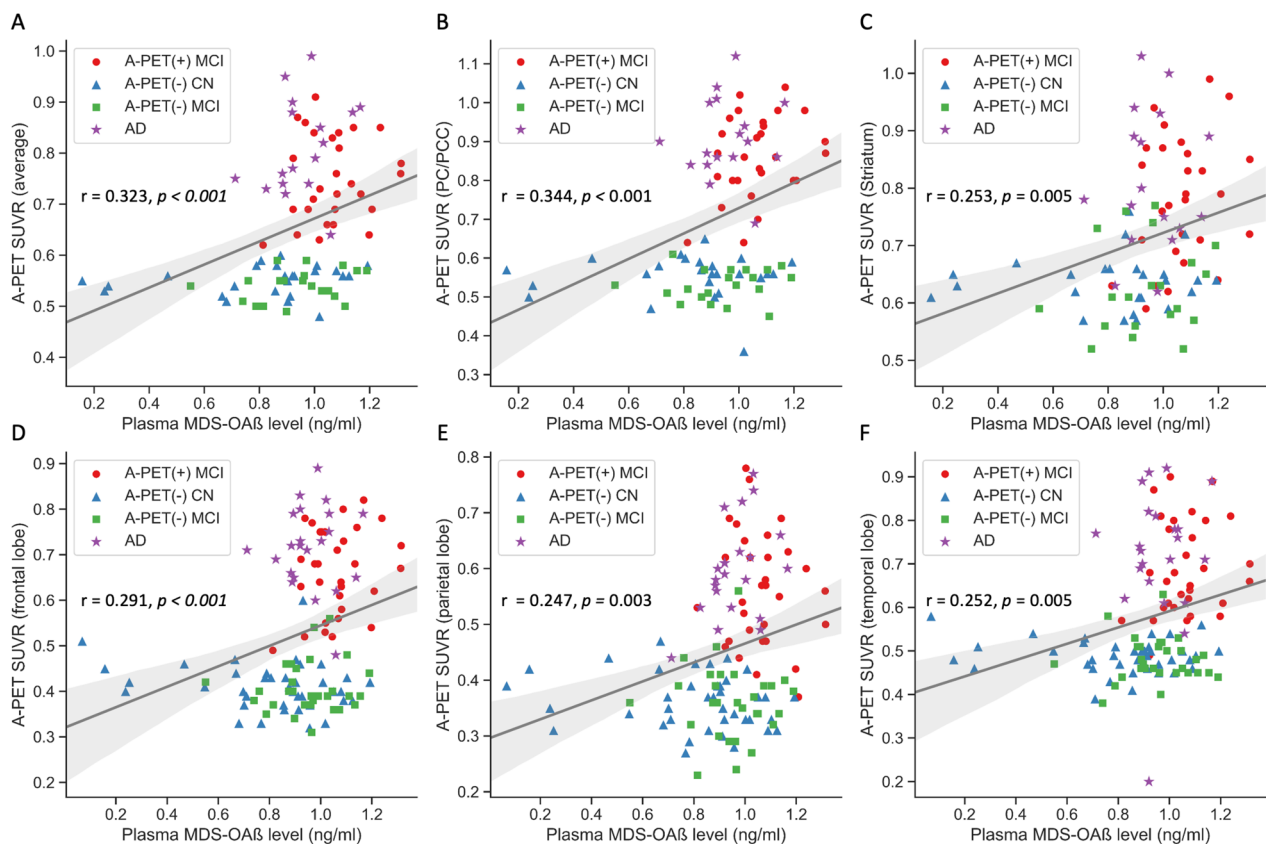 A
A-PET(+) MCI
A-PET(-) CN
A-PET(-) MCI
AD
r = 0.323, p < 0.001
A-PET SUVR (average)
1.0
0.9
0.8
0.7
0.6
0.5
0.4
0.2 0.4 0.6 0.8 1.0 1.2
Plasma MDS-OAß level (ng/ml)
B
A-PET(+) MCI
A-PET(-) CN
A-PET(-) MCI
AD
r = 0.344, p < 0.001
A-PET SUVR (PC/PCC)
1.1
1.0
0.9
0.8
0.7
0.6
0.5
0.4
0.3
0.2 0.4 0.6 0.8 1.0 1.2
Plasma MDS-OAß level (ng/ml)
C
A-PET(+) MCI
A-PET(-) CN
A-PET(-) MCI
AD
r = 0.253, p = 0.005
A-PET SUVR (Striatum)
1.0
0.9
0.8
0.7
0.6
0.5
0.2 0.4 0.6 0.8 1.0 1.2
Plasma MDS-OAß level (ng/ml)
D
A-PET(+) MCI
A-PET(-) CN
A-PET(-) MCI
AD
r = 0.291, p < 0.001
A-PET SUVR (frontal lobe)
0.9
0.8
0.7
0.6
0.5
0.4
0.3
0.2
0.2 0.4 0.6 0.8 1.0 1.2
Plasma MDS-OAß level (ng/ml)
E
A-PET(+) MCI
A-PET(-) CN
A-PET(-) MCI
AD
r = 0.247, p = 0.003
A-PET SUVR (parietal lobe)
0.8
0.7
0.6
0.5
0.4
0.3
0.2
0.2 0.4 0.6 0.8 1.0 1.2
Plasma MDS-OAß level (ng/ml)
F
A-PET(+) MCI
A-PET(-) CN
A-PET(-) MCI
AD
r = 0.252, p = 0.005
A-PET SUVR (temporal lobe)
0.9
0.8
0.7
0.6
0.5
0.4
0.3
0.2
0.2 0.4 0.6 0.8 1.0 1.2
Plasma MDS-OAß level (ng/ml)